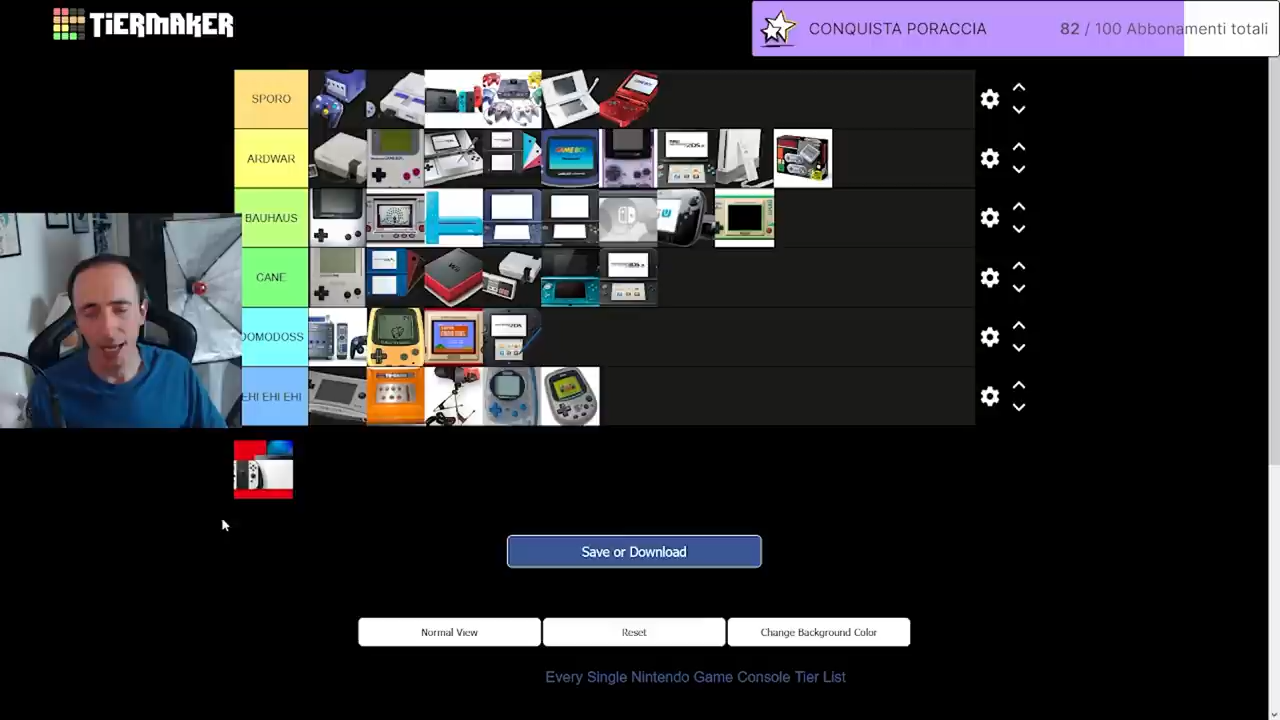 TiERMAKER
CONQUISTA PORACCIA 82 / 100 Abbonamenti totali
SPORO
ARDWAR
BAUHAUS
CANE
DOMODOSS
EHI EHI EHI
Save or Download
Normal View
Reset
Change Background Color
Every Single Nintendo Game Console Tier List